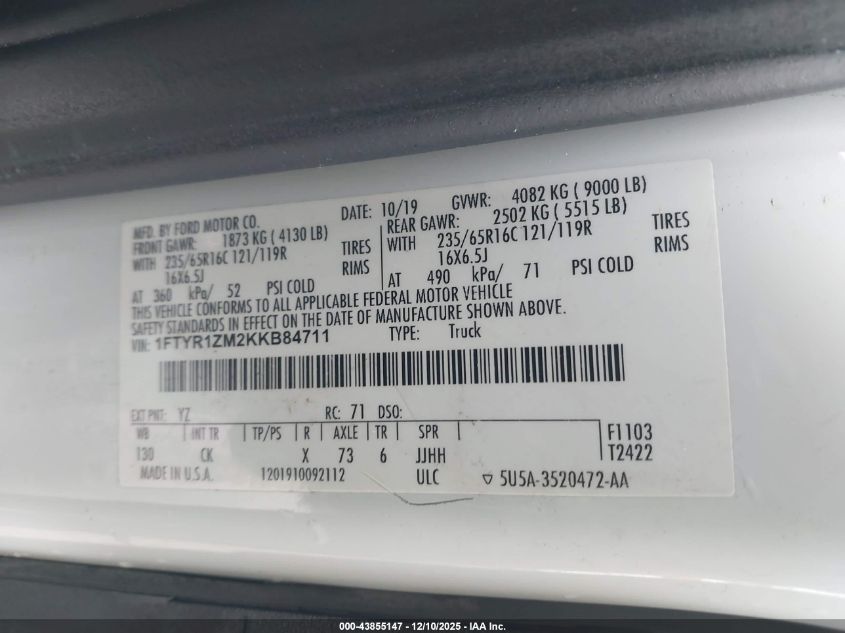 MFD. BY FORD MOTOR CO. DATE: 10/19 GVWR: 4082 KG ( 9000 LB)
FRONT GAWR: 1873 KG ( 4130 LB) REAR GAWR: 2502 KG ( 5515 LB)
WITH 235/65R16C 121/119R TIRES WITH 235/65R16C 121/119R TIRES
16X6.5J RIMS 16X6.5J RIMS
AT 360 kPa/ 52 PSI COLD AT 490 kPa/ 71 PSI COLD
THIS VEHICLE CONFORMS TO ALL APPLICABLE FEDERAL MOTOR VEHICLE
SAFETY STANDARDS IN EFFECT ON THE DATE OF MANUFACTURE SHOWN ABOVE.
VIN: 1FTYR1ZM2KKB84711 TYPE: Truck
EXT PNT: YZ RC: 71 DSO:
WB INT TR TP/PS R AXLE TR SPR F1103
130 CK X 73 6 JJHH T2422
MADE IN U.S.A. 1201910092112 ULC 5U5A-3520472-AA
000-43855147 - 12/10/2025 - IAA Inc.